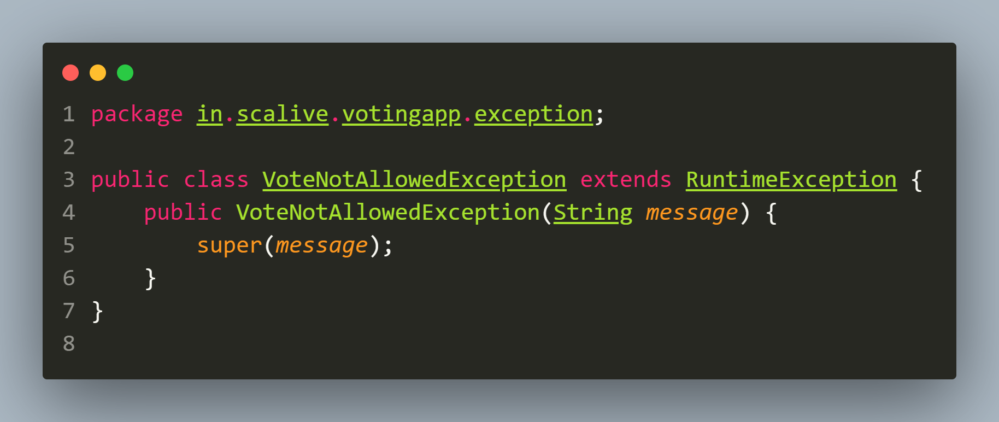 1 package in.scalive.votingapp.exception;
2
3 public class VoteNotAllowedException extends RuntimeException {
4     public VoteNotAllowedException(String message) {
5         super(message);
6     }
7 }
8